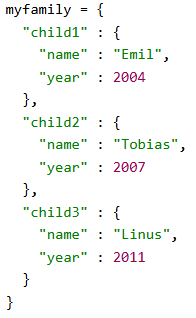 myfamily = {
  "child1" : {
    "name" : "Emil",
    "year" : 2004
  },
  "child2" : {
    "name" : "Tobias",
    "year" : 2007
  },
  "child3" : {
    "name" : "Linus",
    "year" : 2011
  }
}